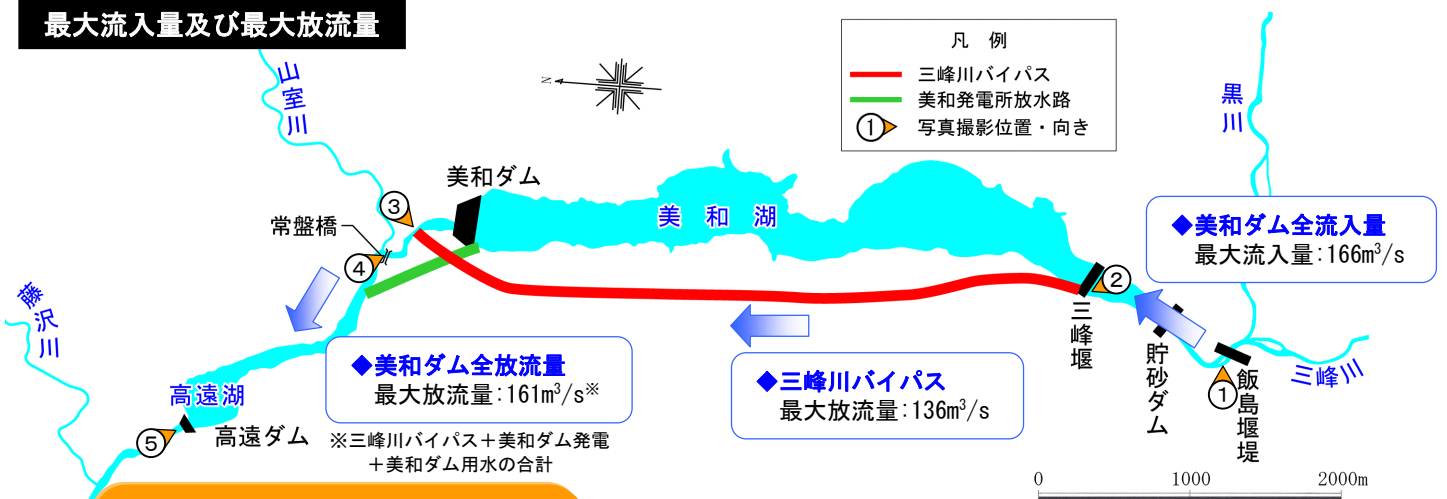 最大流入量及び最大放流量
凡 例
三峰川バイパス
美和発電所放水路
① 写真撮影位置・向き
N
山室川
黒川
美和ダム
③
常盤橋
④
美 和 湖
◆美和ダム全流入量
最大流入量:166m³/s
②
三峰堰
貯砂ダム
飯島堰堤
①
三峰川
藤沢川
◆美和ダム全放流量
最大放流量:161m³/s※
※三峰川バイパス+美和ダム発電
+美和ダム用水の合計
◆三峰川バイパス
最大放流量:136m³/s
高遠湖
高遠ダム
⑤
0 1000 2000m